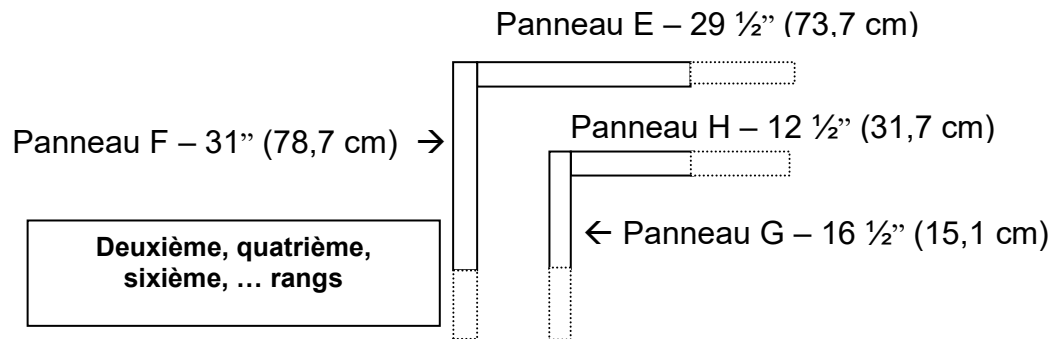 Panneau E – 29 ½” (73,7 cm)
Panneau F – 31” (78,7 cm) →
Panneau H – 12 ½” (31,7 cm)
← Panneau G – 16 ½” (15,1 cm)
Deuxième, quatrième,
sixième, … rangs